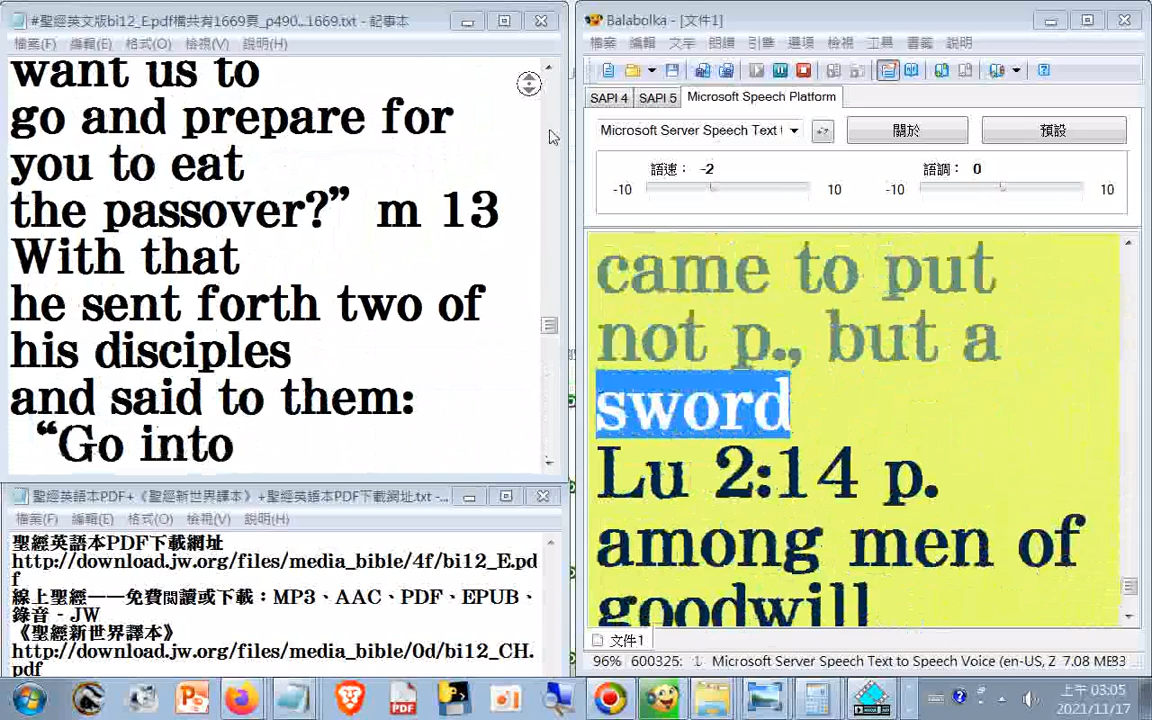 #聖經英文版bi12_E.pdf檔共有1669頁_p490...1669.txt - 記事本
檔案(F) 編輯(E) 格式(O) 檢視(V) 說明(H)
want us to
go and prepare for
you to eat
the passover?” m 13
With that
he sent forth two of
his disciples
and said to them:
“Go into
聖經英語本PDF+《聖經新世界譯本》+聖經英語本PDF下載網址.txt - ...
檔案(F) 編輯(E) 格式(O) 檢視(V) 說明(H)
聖經英語本PDF下載網址
http://download.jw.org/files/media_bible/4f/bi12_E.pd
f
線上聖經——免費閱讀或下載：MP3、AAC、PDF、EPUB、
錄音 - JW
《聖經新世界譯本》
http://download.jw.org/files/media_bible/0d/bi12_CH.
pdf
Balabolka - [文件1]
檔案 編輯 文字 朗讀 引擎 選項 檢視 工具 書籤 說明
SAPI 4 SAPI 5 Microsoft Speech Platform
Microsoft Server Speech Text 關於 預設
語速： -2 語調： 0
-10 10 -10 10
came to put
not p., but a
sword
Lu 2:14 p.
among men of
goodwill
文件1
96% 600325: Microsoft Server Speech Text to Speech Voice (en-US, Z 7.08 MB
上午 03:05
2021/11/17